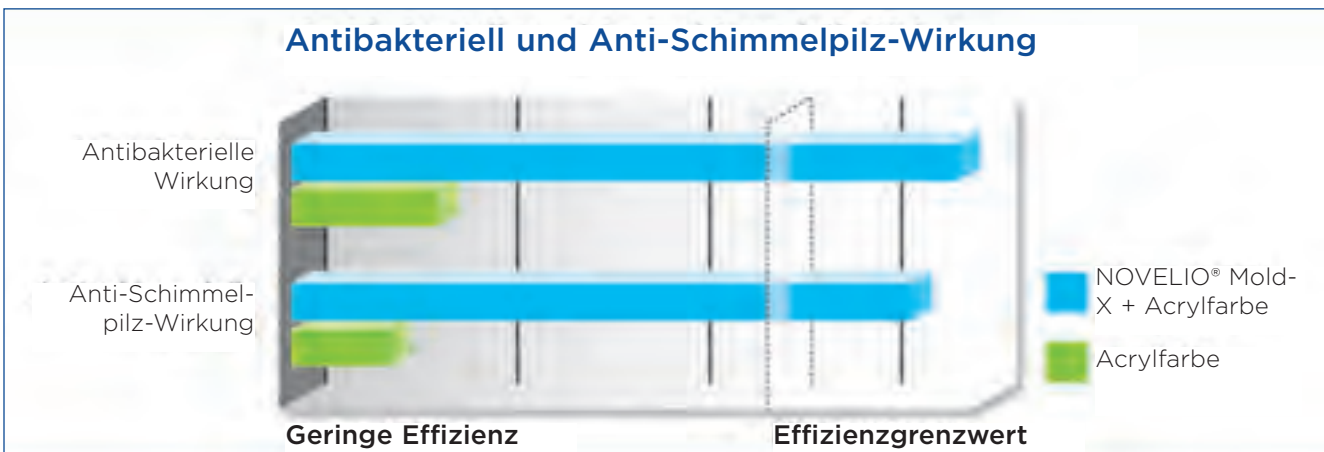 Antibakteriell und Anti-Schimmelpilz-Wirkung
Antibakterielle
Wirkung
Anti-Schimmel-
pilz-Wirkung
NOVELIO® Mold-
X + Acrylfarbe
Acrylfarbe
Geringe Effizienz
Effizienzgrenzwert